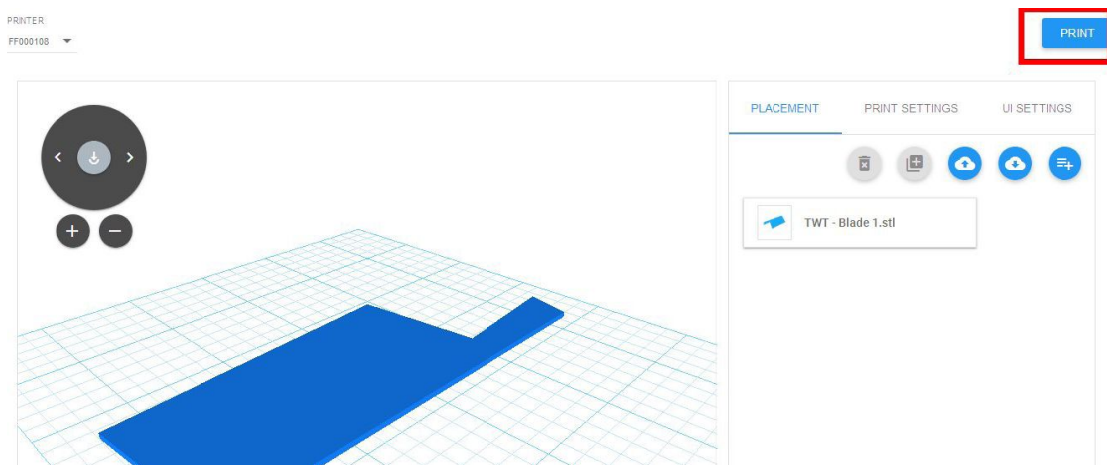 PRINTER
FF000108
PRINT
PLACEMENT PRINT SETTINGS UI SETTINGS
TWT - Blade 1.stl